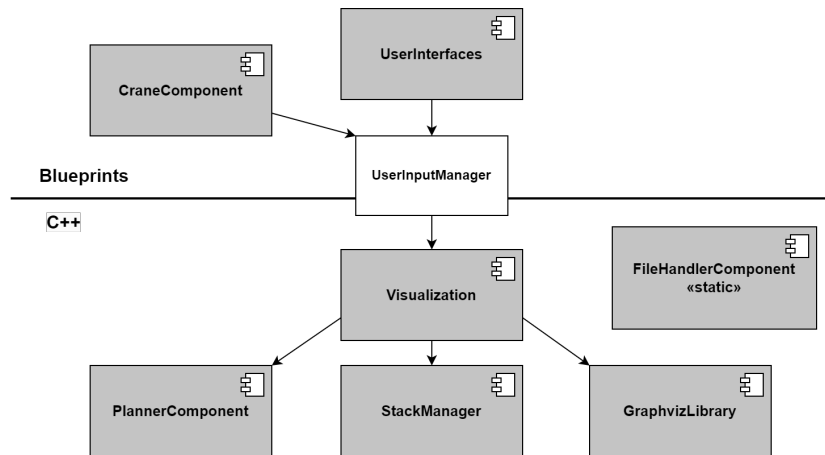 UserInterfaces
CraneComponent
UserInputManager
Blueprints
C++
FileHandlerComponent
«static»
Visualization
PlannerComponent
StackManager
GraphvizLibrary